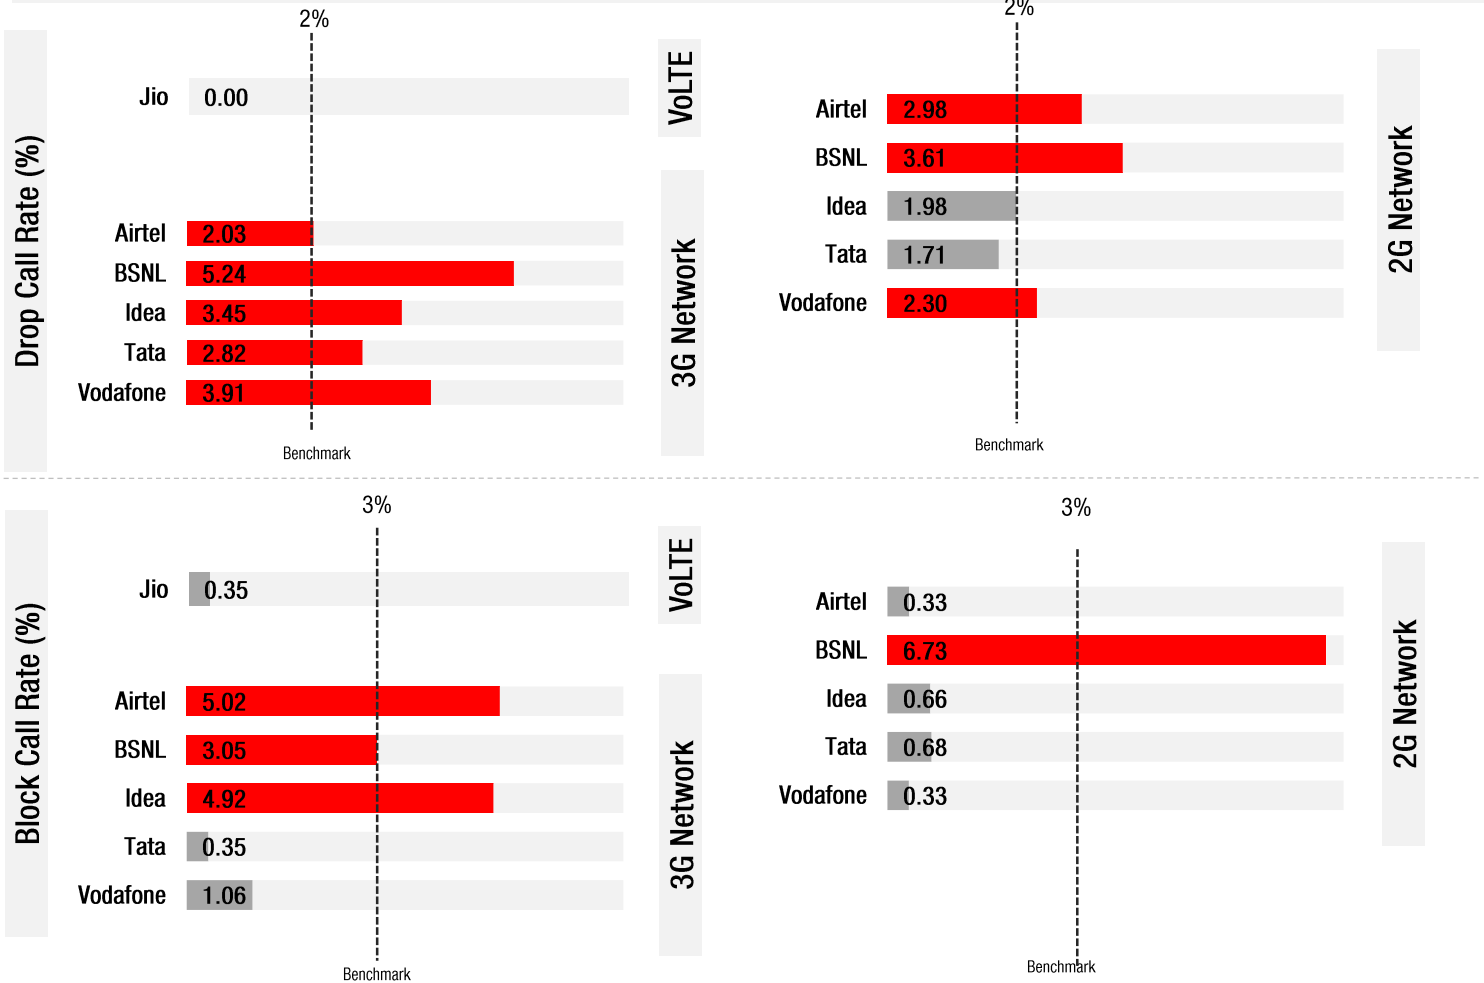 2%
Drop Call Rate (%)
Jio 0.00
VoLTE
Airtel 2.03
BSNL 5.24
Idea 3.45
Tata 2.82
Vodafone 3.91
3G Network
Benchmark
2%
Airtel 2.98
BSNL 3.61
Idea 1.98
Tata 1.71
Vodafone 2.30
2G Network
Benchmark
3%
Block Call Rate (%)
Jio 0.35
VoLTE
Airtel 5.02
BSNL 3.05
Idea 4.92
Tata 0.35
Vodafone 1.06
3G Network
Benchmark
3%
Airtel 0.33
BSNL 6.73
Idea 0.66
Tata 0.68
Vodafone 0.33
2G Network
Benchmark